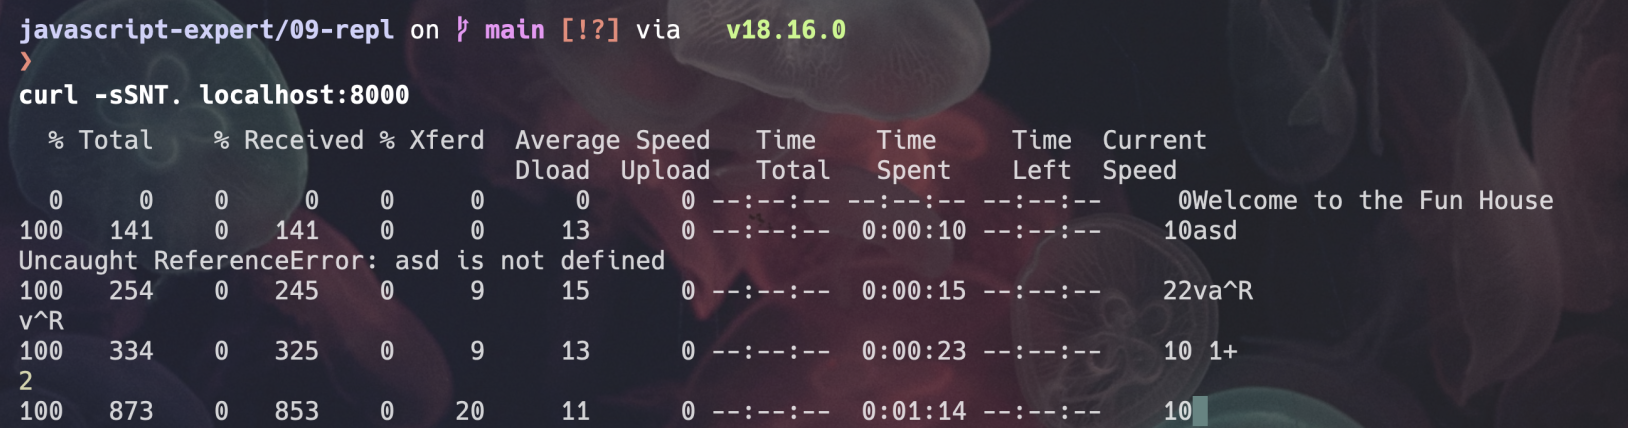 javascript-expert/09-repl on main [!?] via v18.16.0
❯
curl -sSNT. localhost:8000
% Total % Received % Xferd Average Speed Time Time Time Current
Dload Upload Total Spent Left Speed
0 0 0 0 0 0 0 0 --:--:-- --:--:-- --:--:-- 0Welcome to the Fun House
100 141 0 141 0 0 13 0 --:--:-- 0:00:10 --:--:-- 10asd
Uncaught ReferenceError: asd is not defined
100 254 0 245 0 9 15 0 --:--:-- 0:00:15 --:--:-- 22va^R
v^R
100 334 0 325 0 9 13 0 --:--:-- 0:00:23 --:--:-- 10 1+
2
100 873 0 853 0 20 11 0 --:--:-- 0:01:14 --:--:-- 10